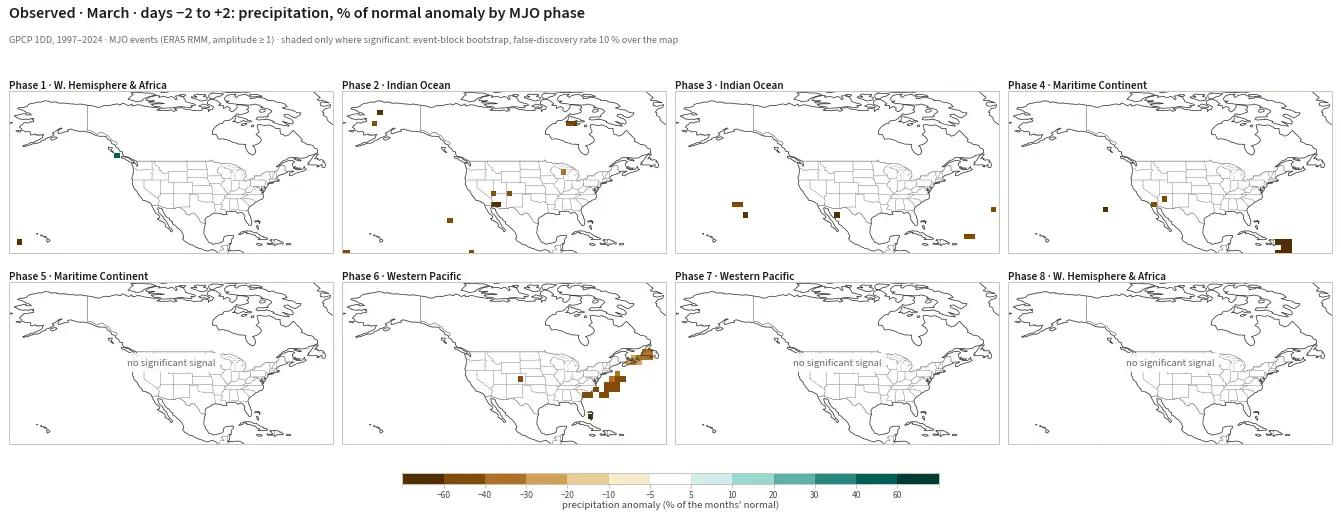 Observed · March · days −2 to +2: precipitation, % of normal anomaly by MJO phase
GPCP 1DD, 1997–2024 · MJO events (ERA5 RMM, amplitude ≥ 1) · shaded only where significant: event-block bootstrap, false-discovery rate 10 % over the map
Phase 1 · W. Hemisphere & Africa
Phase 2 · Indian Ocean
Phase 3 · Indian Ocean
Phase 4 · Maritime Continent
Phase 5 · Maritime Continent
Phase 6 · Western Pacific
Phase 7 · Western Pacific
Phase 8 · W. Hemisphere & Africa
no significant signal
no significant signal
no significant signal
−60 −40 −30 −20 −10 −5 5 10 20 30 40 60
precipitation anomaly (% of the months' normal)